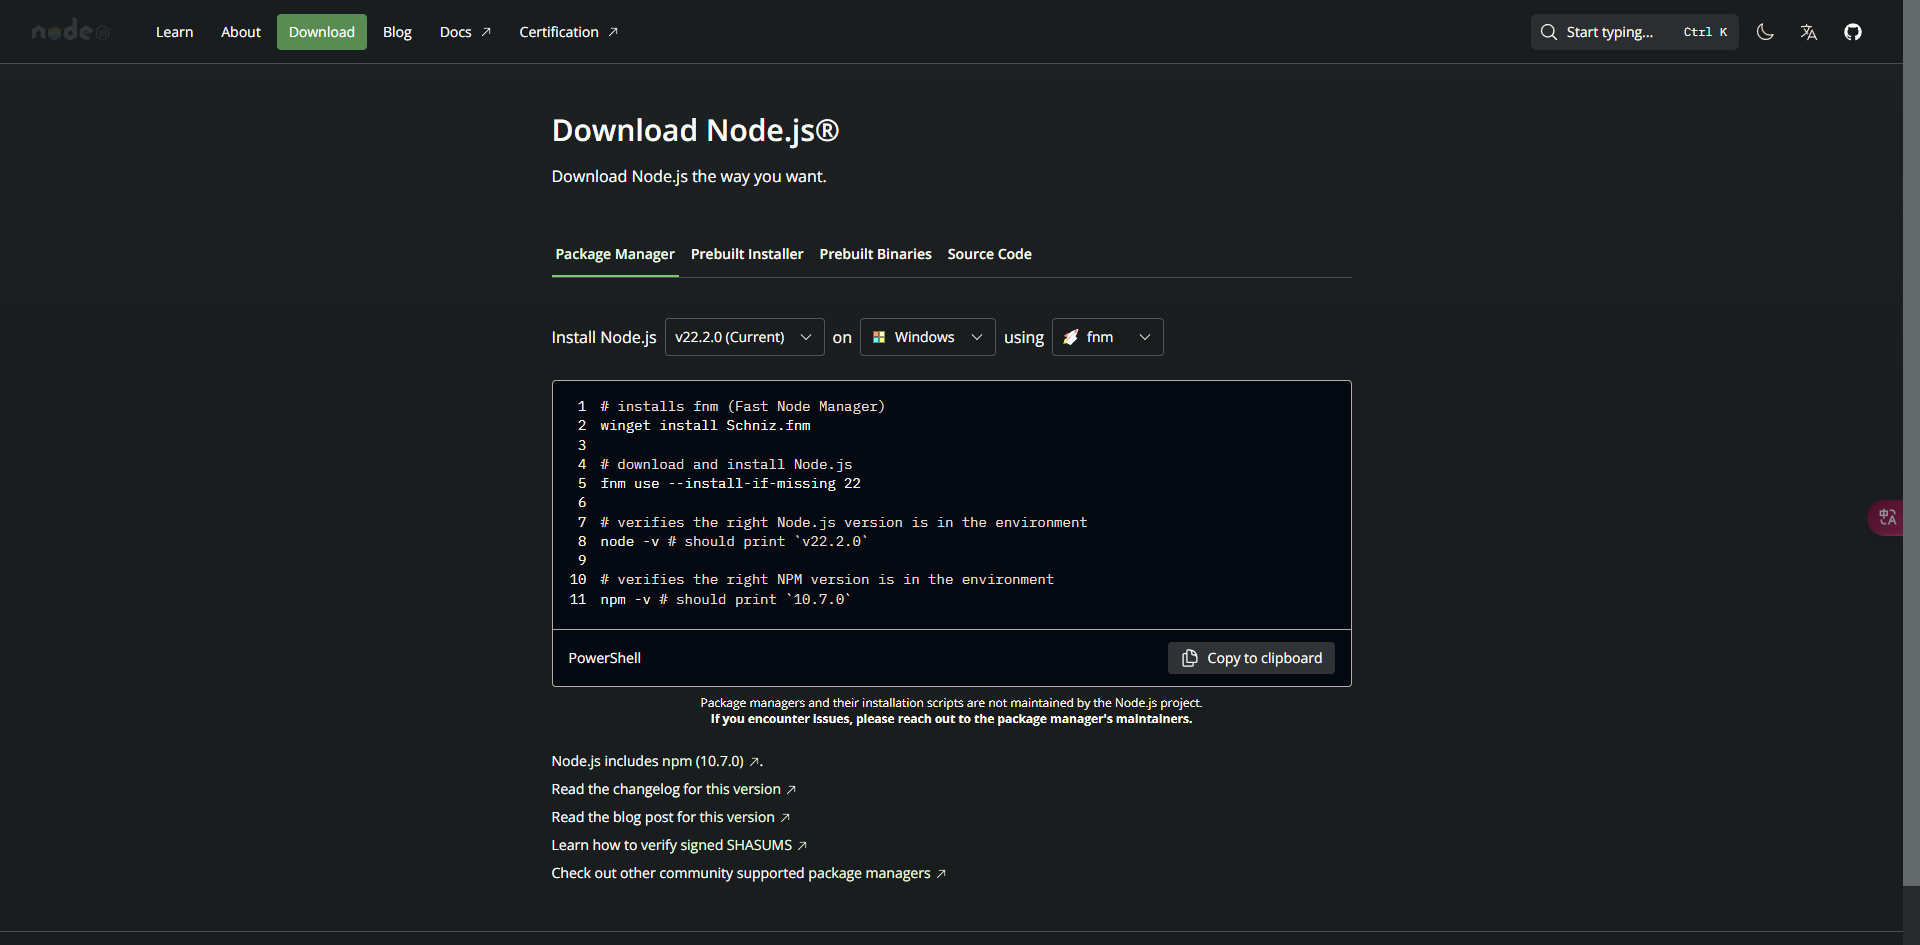 node
Learn About Download Blog Docs Certification Start typing... Ctrl K
Download Node.js®
Download Node.js the way you want.
Package Manager Prebuilt Installer Prebuilt Binaries Source Code
Install Node.js v22.2.0 (Current) on Windows using fnm
1 # installs fnm (Fast Node Manager)
2 winget install Schniz.fnm
3
4 # download and install Node.js
5 fnm use --install-if-missing 22
6
7 # verifies the right Node.js version is in the environment
8 node -v # should print `v22.2.0`
9
10 # verifies the right NPM version is in the environment
11 npm -v # should print `10.7.0`
PowerShell Copy to clipboard
Package managers and their installation scripts are not maintained by the Node.js project.
If you encounter issues, please reach out to the package manager's maintainers.
Node.js includes npm (10.7.0) .
Read the changelog for this version
Read the blog post for this version
Learn how to verify signed SHASUMS
Check out other community supported package managers